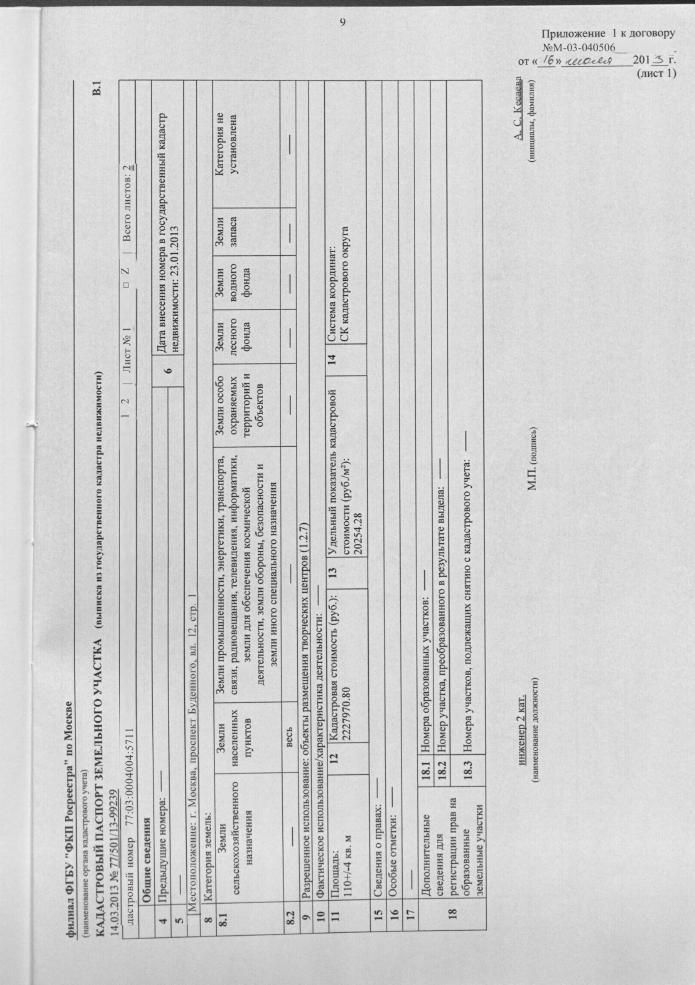 9
Приложение 1 к договору
№М-03-040506
от «16» июля 2013 г.
(лист 1)
филиал ФГБУ "ФКП Росреестра" по Москве
(наименование органа кадастрового учета)
КАДАСТРОВЫЙ ПАСПОРТ ЗЕМЕЛЬНОГО УЧАСТКА (выписка из государственного кадастра недвижимости) В.1
14.03.2013 № 77/501/13-99239
дастровый номер 77:03:0004004:5711 1 2 | Лист № 1 □ Z | Всего листов: 2
Общие сведения
4 Предыдущие номера: —— 6 Дата внесения номера в государственный кадастр
недвижимости: 23.01.2013
5 ——
Местоположение: г. Москва, проспект Буденного, вл. 12, стр. 1
8 Категория земель:
8.1
Земли
сельскохозяйственного
назначения
Земли
населенных
пунктов
Земли промышленности, энергетики, транспорта,
связи, радиовещания, телевидения, информатики,
земли для обеспечения космической
деятельности, земли обороны, безопасности и
земли иного специального назначения
Земли особо
охраняемых
территорий и
объектов
Земли
лесного
фонда
Земли
водного
фонда
Земли
запаса
Категория не
установлена
8.2 —— весь —— —— —— —— —— ——
9 Разрешенное использование: объекты размещения творческих центров (1.2.7)
10 Фактическое использование/характеристика деятельности: ——
11 Площадь:
110+/-4 кв. м
12 Кадастровая стоимость (руб.):
2227970.80
13 Удельный показатель кадастровой
стоимости (руб./м²):
20254.28
14 Система координат:
СК кадастрового округа
15 Сведения о правах: ——
16 Особые отметки: ——
17 ——
18
Дополнительные
сведения для
регистрации прав на
образованные
земельные участки
18.1 Номера образованных участков: ——
18.2 Номер участка, преобразованного в результате выдела: ——
18.3 Номера участков, подлежащих снятию с кадастрового учета: ——
инженер 2 кат.
(наименование должности)
М.П. (подпись)
А. С. Кесаева
(инициалы, фамилия)